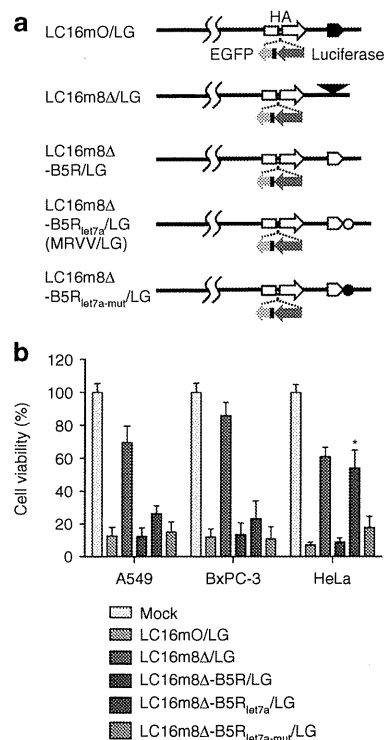 a
LC16mO/LG
HA
EGFP
Luciferase
LC16m8Δ/LG
LC16m8Δ
-B5R/LG
LC16m8Δ
-B5Rlet7a/LG
(MRVV/LG)
LC16m8Δ
-B5Rlet7a-mut/LG
b
Cell viability (%)
120
100
80
60
40
20
0
*
A549 BxPC-3 HeLa
Mock
LC16mO/LG
LC16m8Δ/LG
LC16m8Δ-B5R/LG
LC16m8Δ-B5Rlet7a/LG
LC16m8Δ-B5Rlet7a-mut/LG